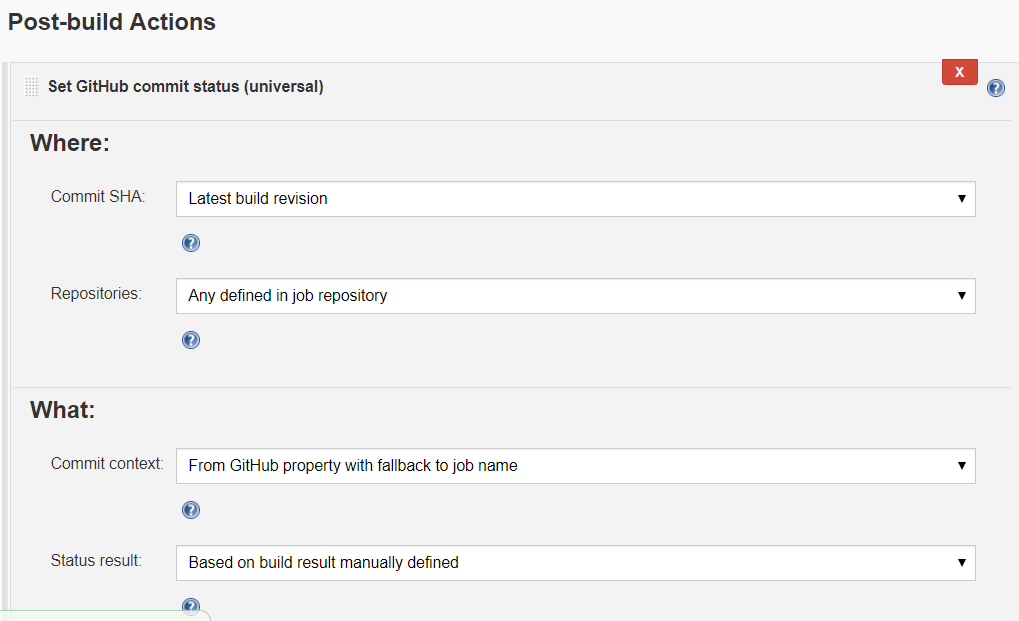 Post-build Actions
Set GitHub commit status (universal)
X
?
Where:
Commit SHA: Latest build revision
?
Repositories: Any defined in job repository
?
What:
Commit context: From GitHub property with fallback to job name
?
Status result: Based on build result manually defined
?